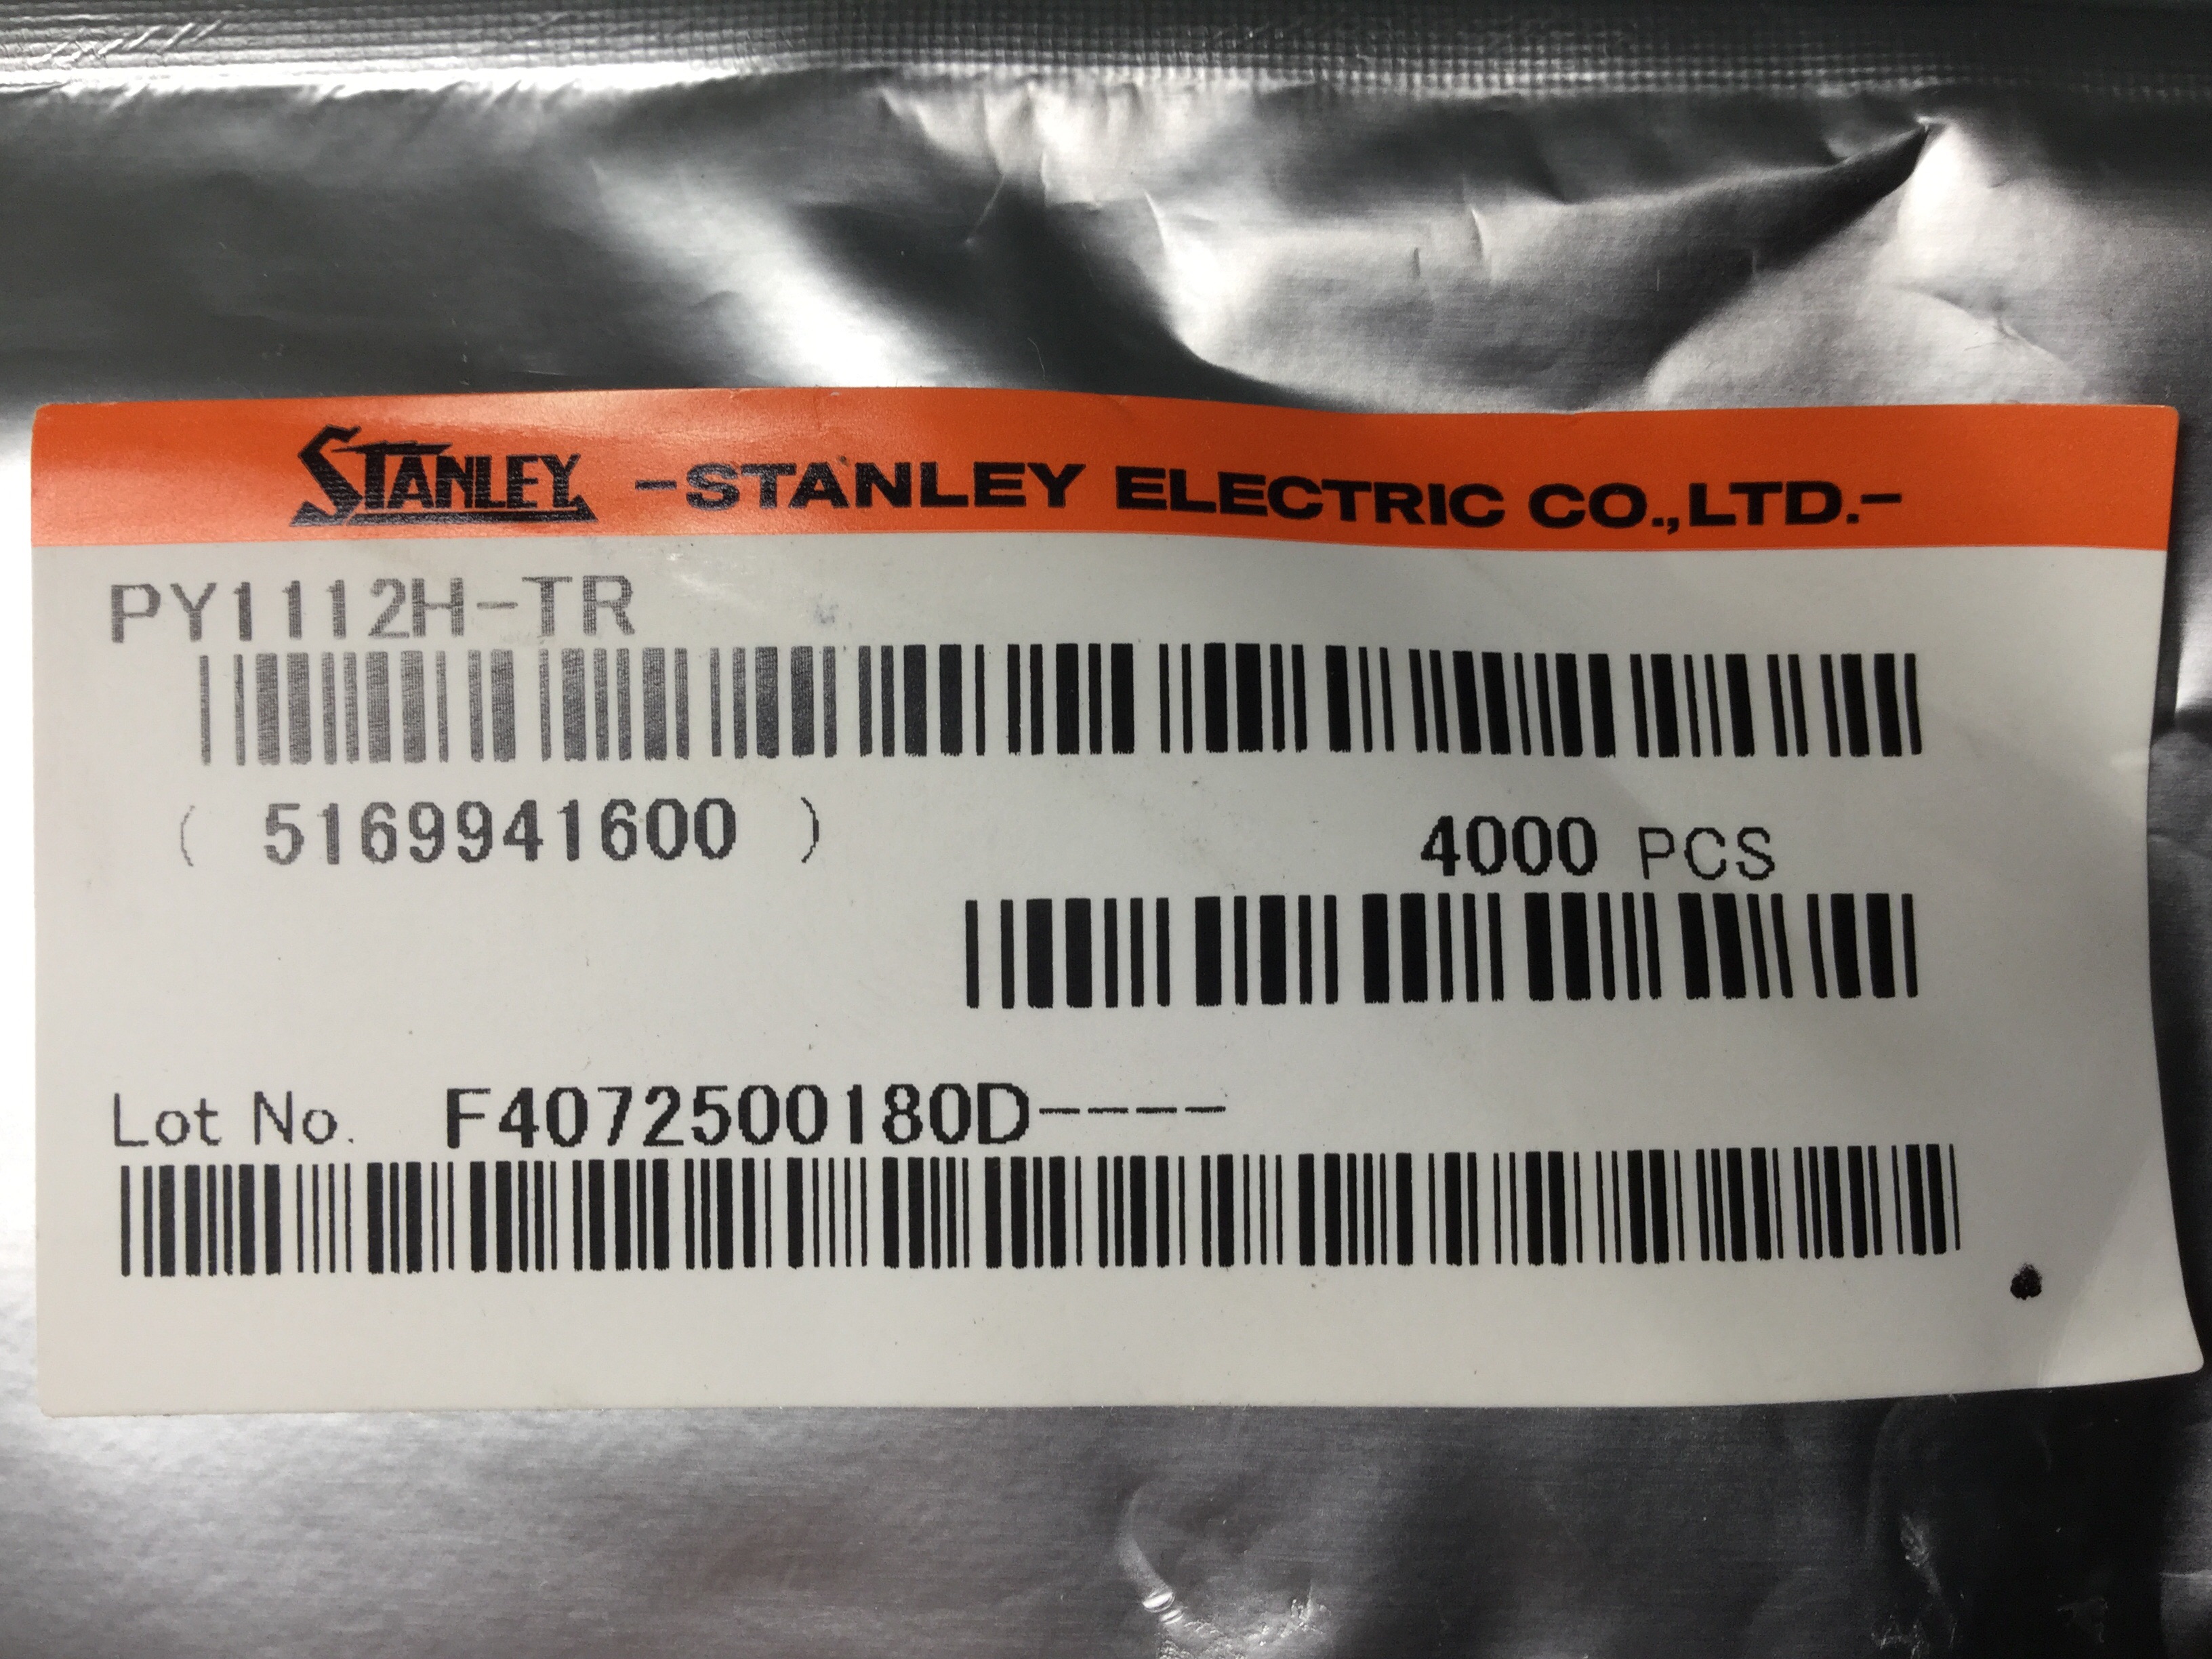 STANLEY -STANLEY ELECTRIC CO.,LTD.-
PY1112H-TR
( 5169941600 ) 4000 PCS
Lot No. F4072500180D----